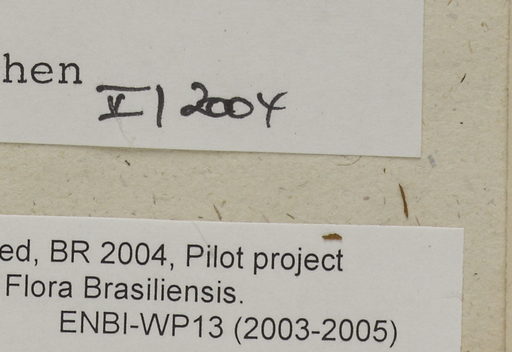 hen
V/2004
ed, BR 2004, Pilot project
Flora Brasiliensis.
ENBI-WP13 (2003-2005)